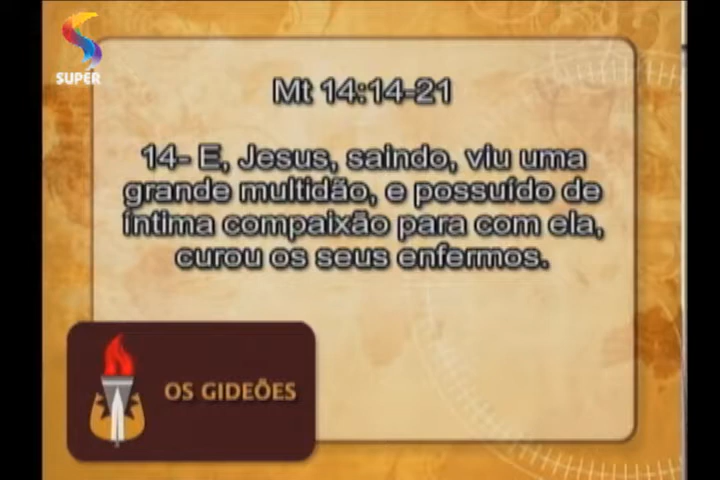 SUPER
Mt 14:14-21
14- E, Jesus, saindo, viu uma
grande multidão, e possuído de
íntima compaixão para com ela,
curou os seus enfermos.
OS GIDEÕES